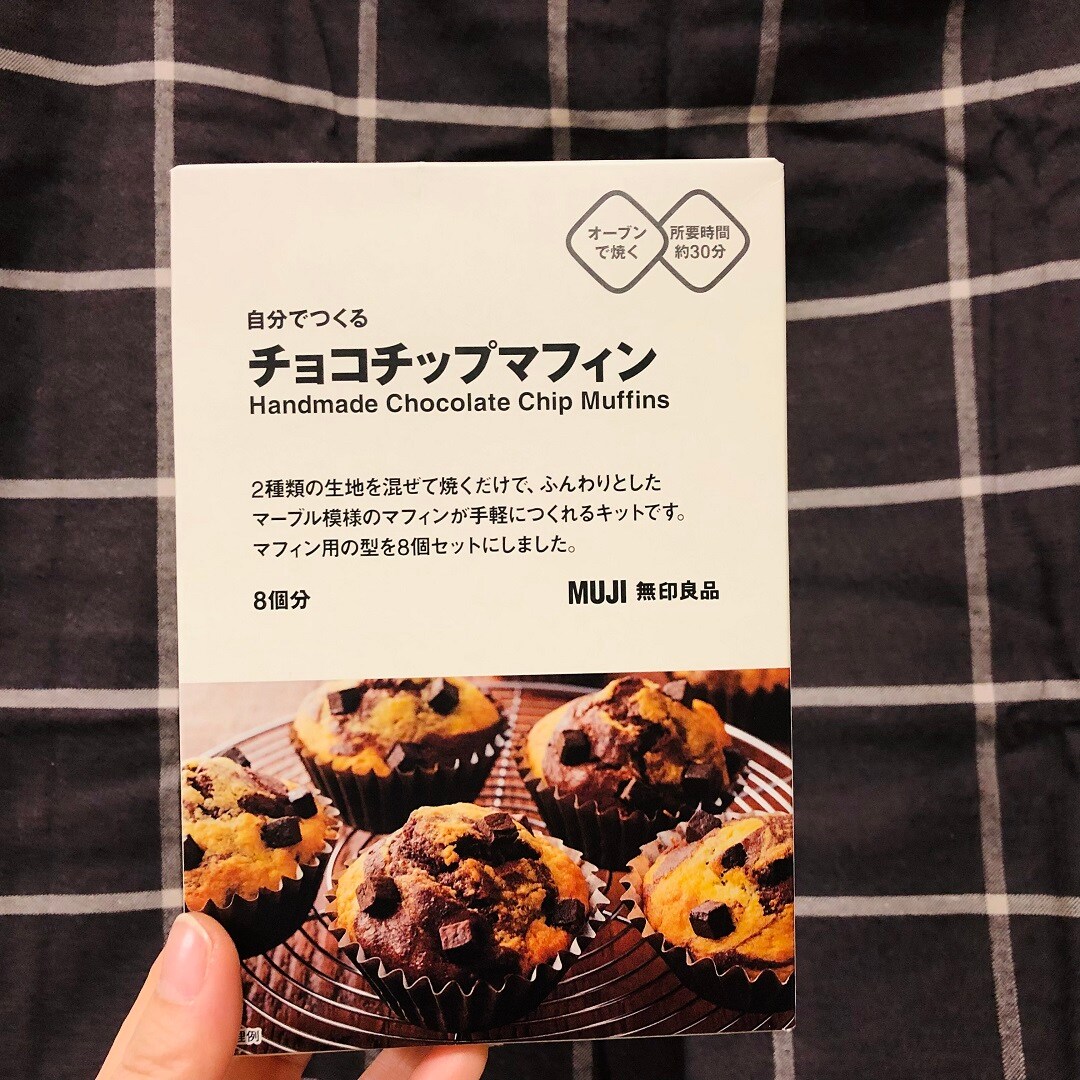 オーブン
で焼く
所要時間
約30分
自分でつくる
チョコチップマフィン
Handmade Chocolate Chip Muffins
2種類の生地を混ぜて焼くだけで、ふんわりとした
マーブル模様のマフィンが手軽につくれるキットです。
マフィン用の型を8個セットにしました。
8個分
MUJI 無印良品
理例